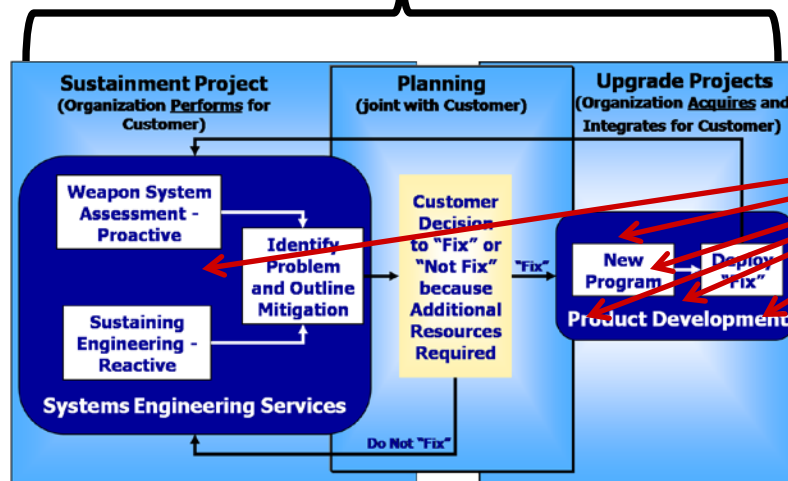 Sustainment Project
(Organization Performs for
Customer)
Planning
(joint with Customer)
Upgrade Projects
(Organization Acquires and
Integrates for Customer)
Weapon System
Assessment -
Proactive
Identify
Problem
and Outline
Mitigation
Sustaining
Engineering -
Reactive
Systems Engineering Services
Customer
Decision
to “Fix” or
“Not Fix”
because
Additional
Resources
Required
“Fix”
Do Not “Fix”
New
Program
Deploy
“Fix”
Product Development